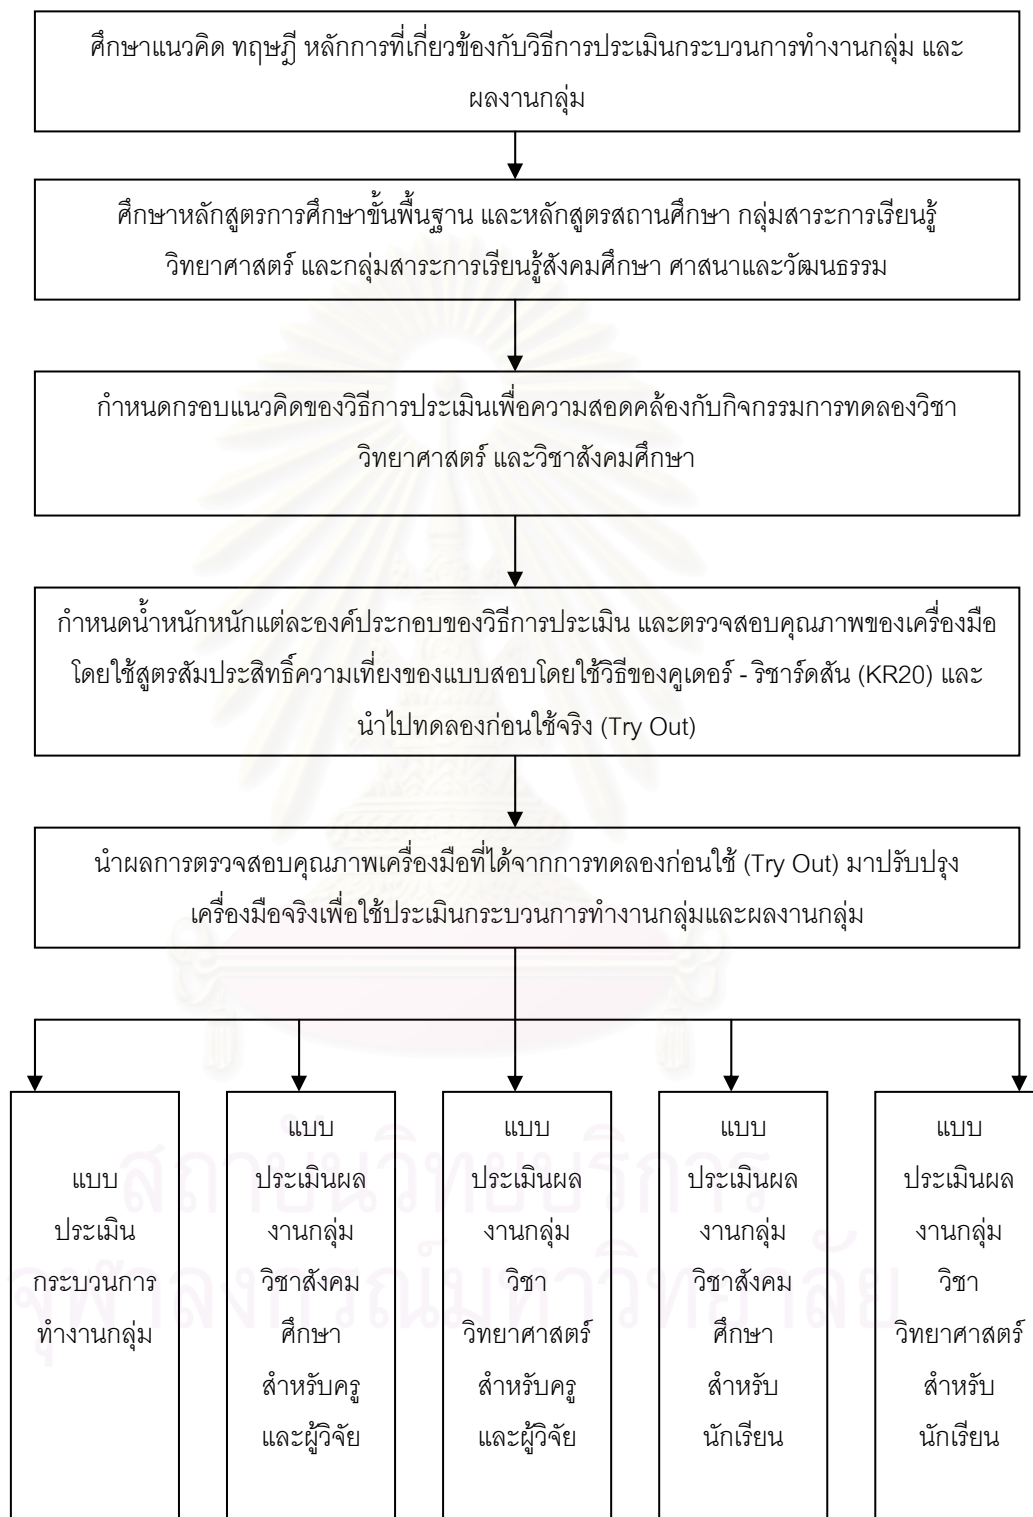 ศึกษาแนวคิด ทฤษฎี หลักการที่เกี่ยวข้องกับวิธีการประเมินกระบวนการทำงานกลุ่ม และ
ผลงานกลุ่ม
ศึกษาหลักสูตรการศึกษาขั้นพื้นฐาน และหลักสูตรสถานศึกษา กลุ่มสาระการเรียนรู้
วิทยาศาสตร์ และกลุ่มสาระการเรียนรู้สังคมศึกษา ศาสนาและวัฒนธรรม
กำหนดกรอบแนวคิดของวิธีการประเมินเพื่อความสอดคล้องกับกิจกรรมการทดลองวิชา
วิทยาศาสตร์ และวิชาสังคมศึกษา
กำหนดน้ำหนักหนักแต่ละองค์ประกอบของวิธีการประเมิน และตรวจสอบคุณภาพของเครื่องมือ
โดยใช้สูตรสัมประสิทธิ์ความเที่ยงของแบบสอบโดยใช้วิธีของคูเดอร์ - ริชาร์ดสัน (KR20) และ
นำไปทดลองก่อนใช้จริง (Try Out)
นำผลการตรวจสอบคุณภาพเครื่องมือที่ได้จากการทดลองก่อนใช้ (Try Out) มาปรับปรุง
เครื่องมือจริงเพื่อใช้ประเมินกระบวนการทำงานกลุ่มและผลงานกลุ่ม
แบบ
ประเมิน
กระบวนการ
ทำงานกลุ่ม
แบบ
ประเมินผล
งานกลุ่ม
วิชาสังคม
ศึกษา
สำหรับครู
และผู้วิจัย
แบบ
ประเมินผล
งานกลุ่ม
วิชา
วิทยาศาสตร์
สำหรับครู
และผู้วิจัย
แบบ
ประเมินผล
งานกลุ่ม
วิชาสังคม
ศึกษา
สำหรับ
นักเรียน
แบบ
ประเมินผล
งานกลุ่ม
วิชา
วิทยาศาสตร์
สำหรับ
นักเรียน
สถาบันวิทยบริการ
จุฬาลงกรณ์มหาวิทยาลัย